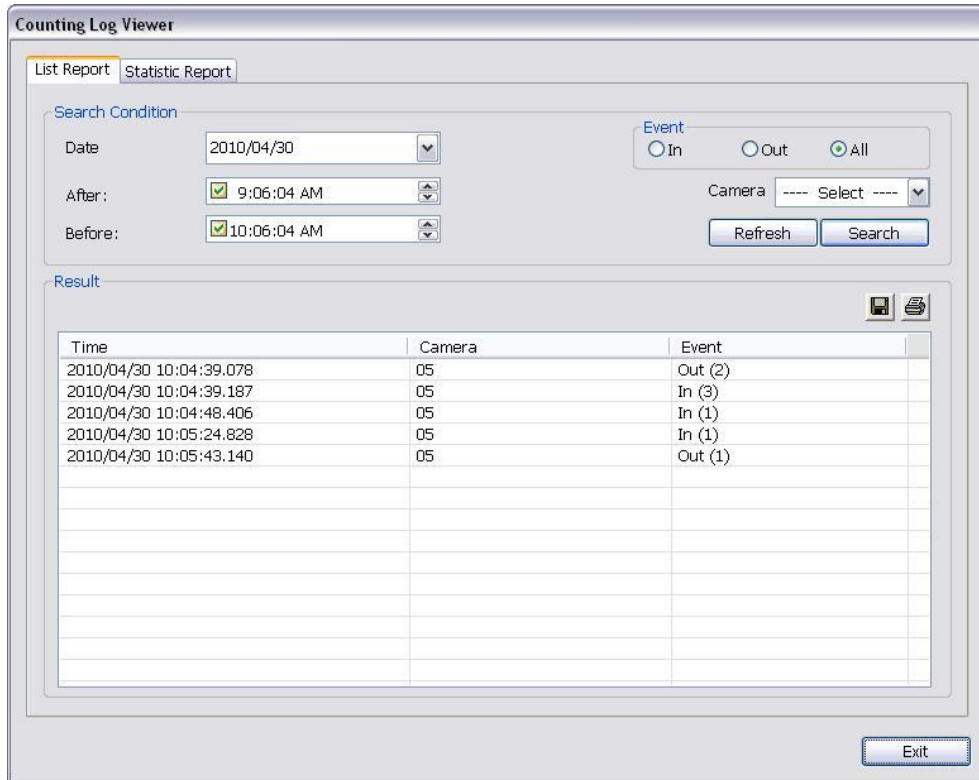 Counting Log Viewer
List Report Statistic Report
Search Condition
Date 2010/04/30
After: 9:06:04 AM
Before: 10:06:04 AM
Event
In Out All
Camera ---- Select ----
Refresh Search
Result
Time Camera Event
2010/04/30 10:04:39.078 05 Out (2)
2010/04/30 10:04:39.187 05 In (3)
2010/04/30 10:04:48.406 05 In (1)
2010/04/30 10:05:24.828 05 In (1)
2010/04/30 10:05:43.140 05 Out (1)
Exit